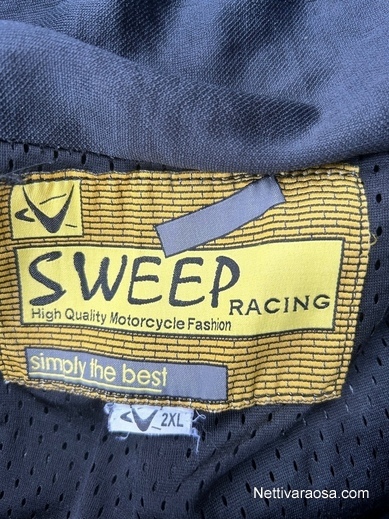 SWEEP
RACING
High Quality Motorcycle Fashion
simply the best
2XL
Nettivaraosa.com